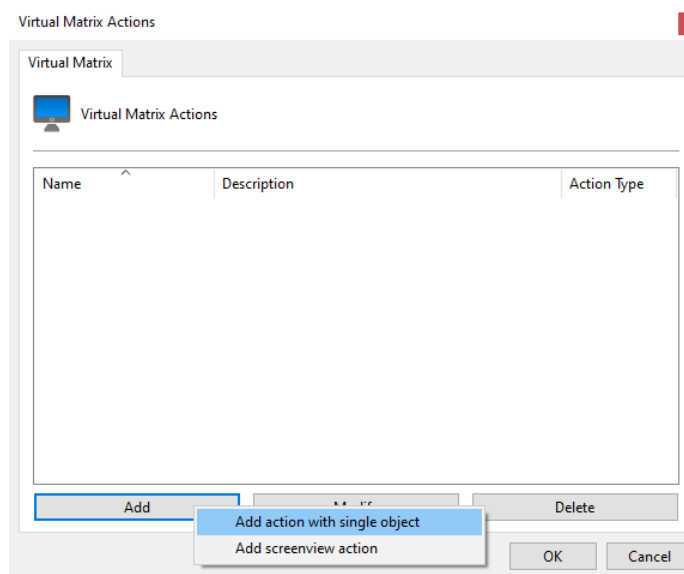 Virtual Matrix Actions
Virtual Matrix
Virtual Matrix Actions
Name Description Action Type
Add Delete
Add action with single object
Add screenview action
OK Cancel